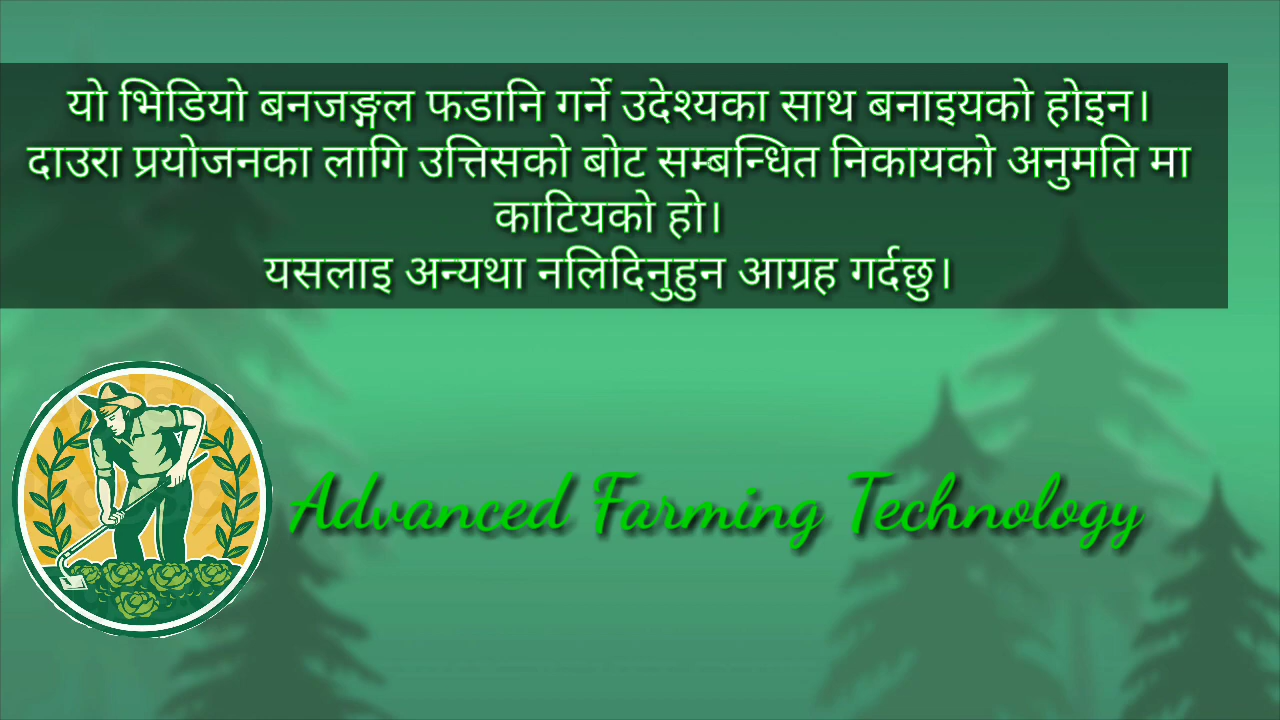 यो भिडियो बनजङ्गल फडानि गर्ने उदेश्यका साथ बनाइयको होइन।
दाउरा प्रयोजनका लागि उत्तिसको बोट सम्बन्धित निकायको अनुमति मा
काटियको हो।
यसलाइ अन्यथा नलिदिनुहुन आग्रह गर्दछु।
Advanced Farming Technology